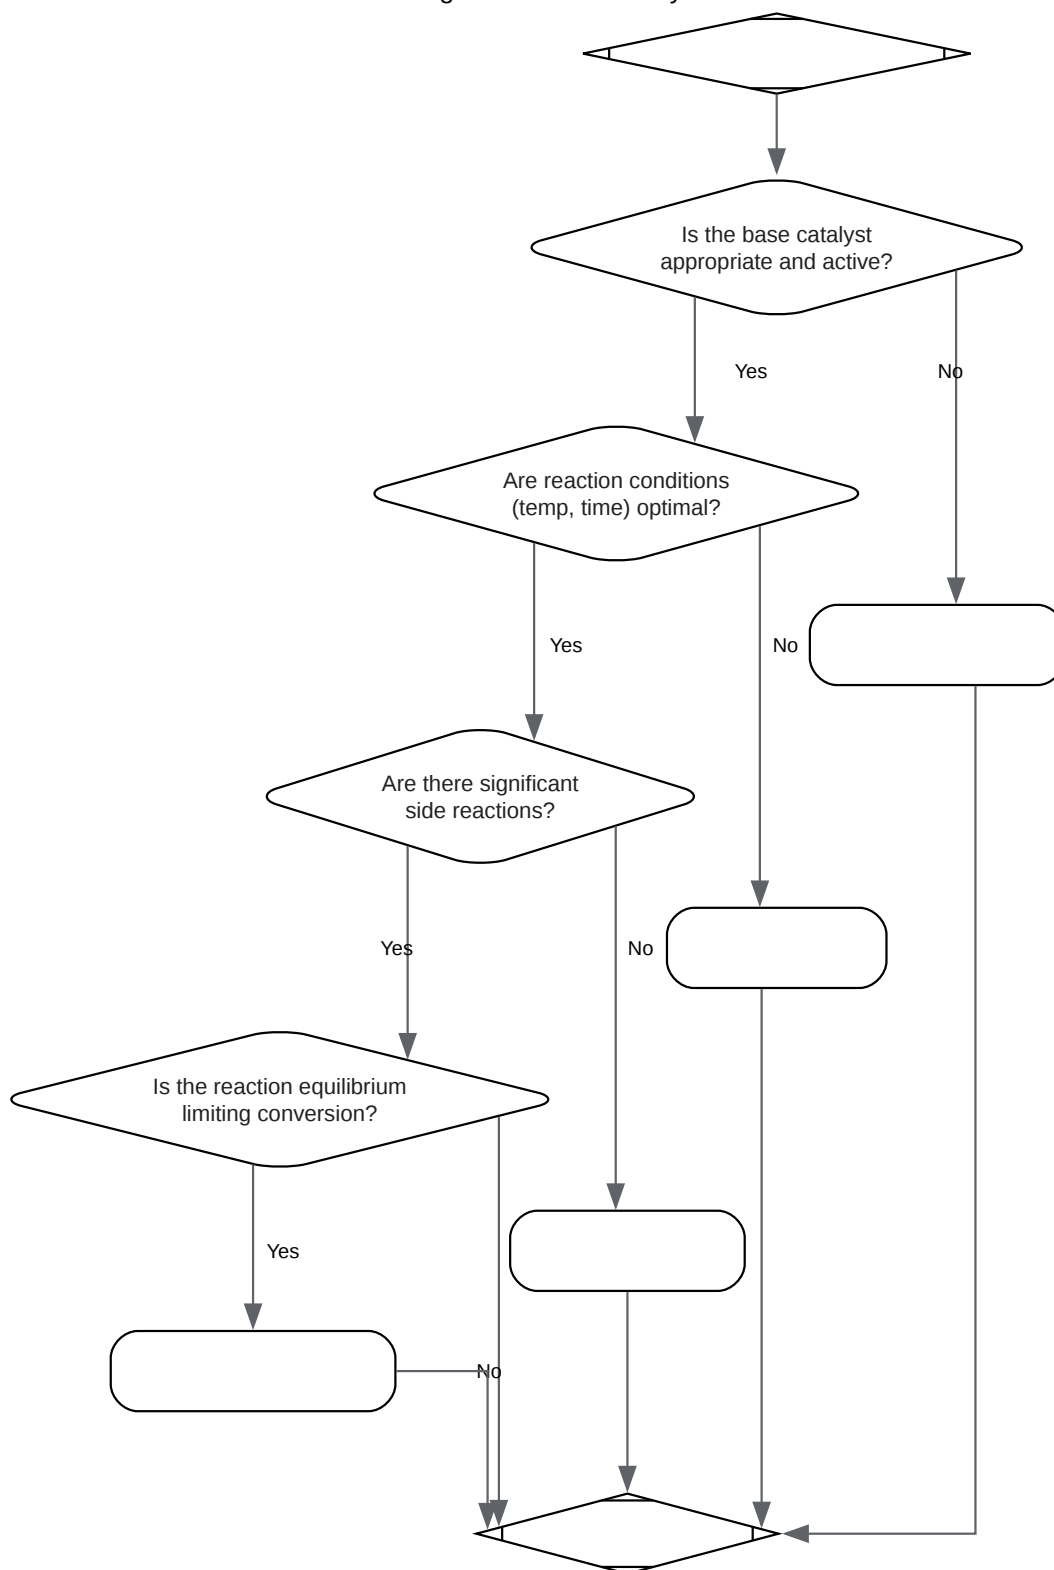 Is the base catalyst
appropriate and active?
Yes
No
Are reaction conditions
(temp, time) optimal?
Yes
No
Are there significant
side reactions?
Yes
No
Is the reaction equilibrium
limiting conversion?
Yes
No